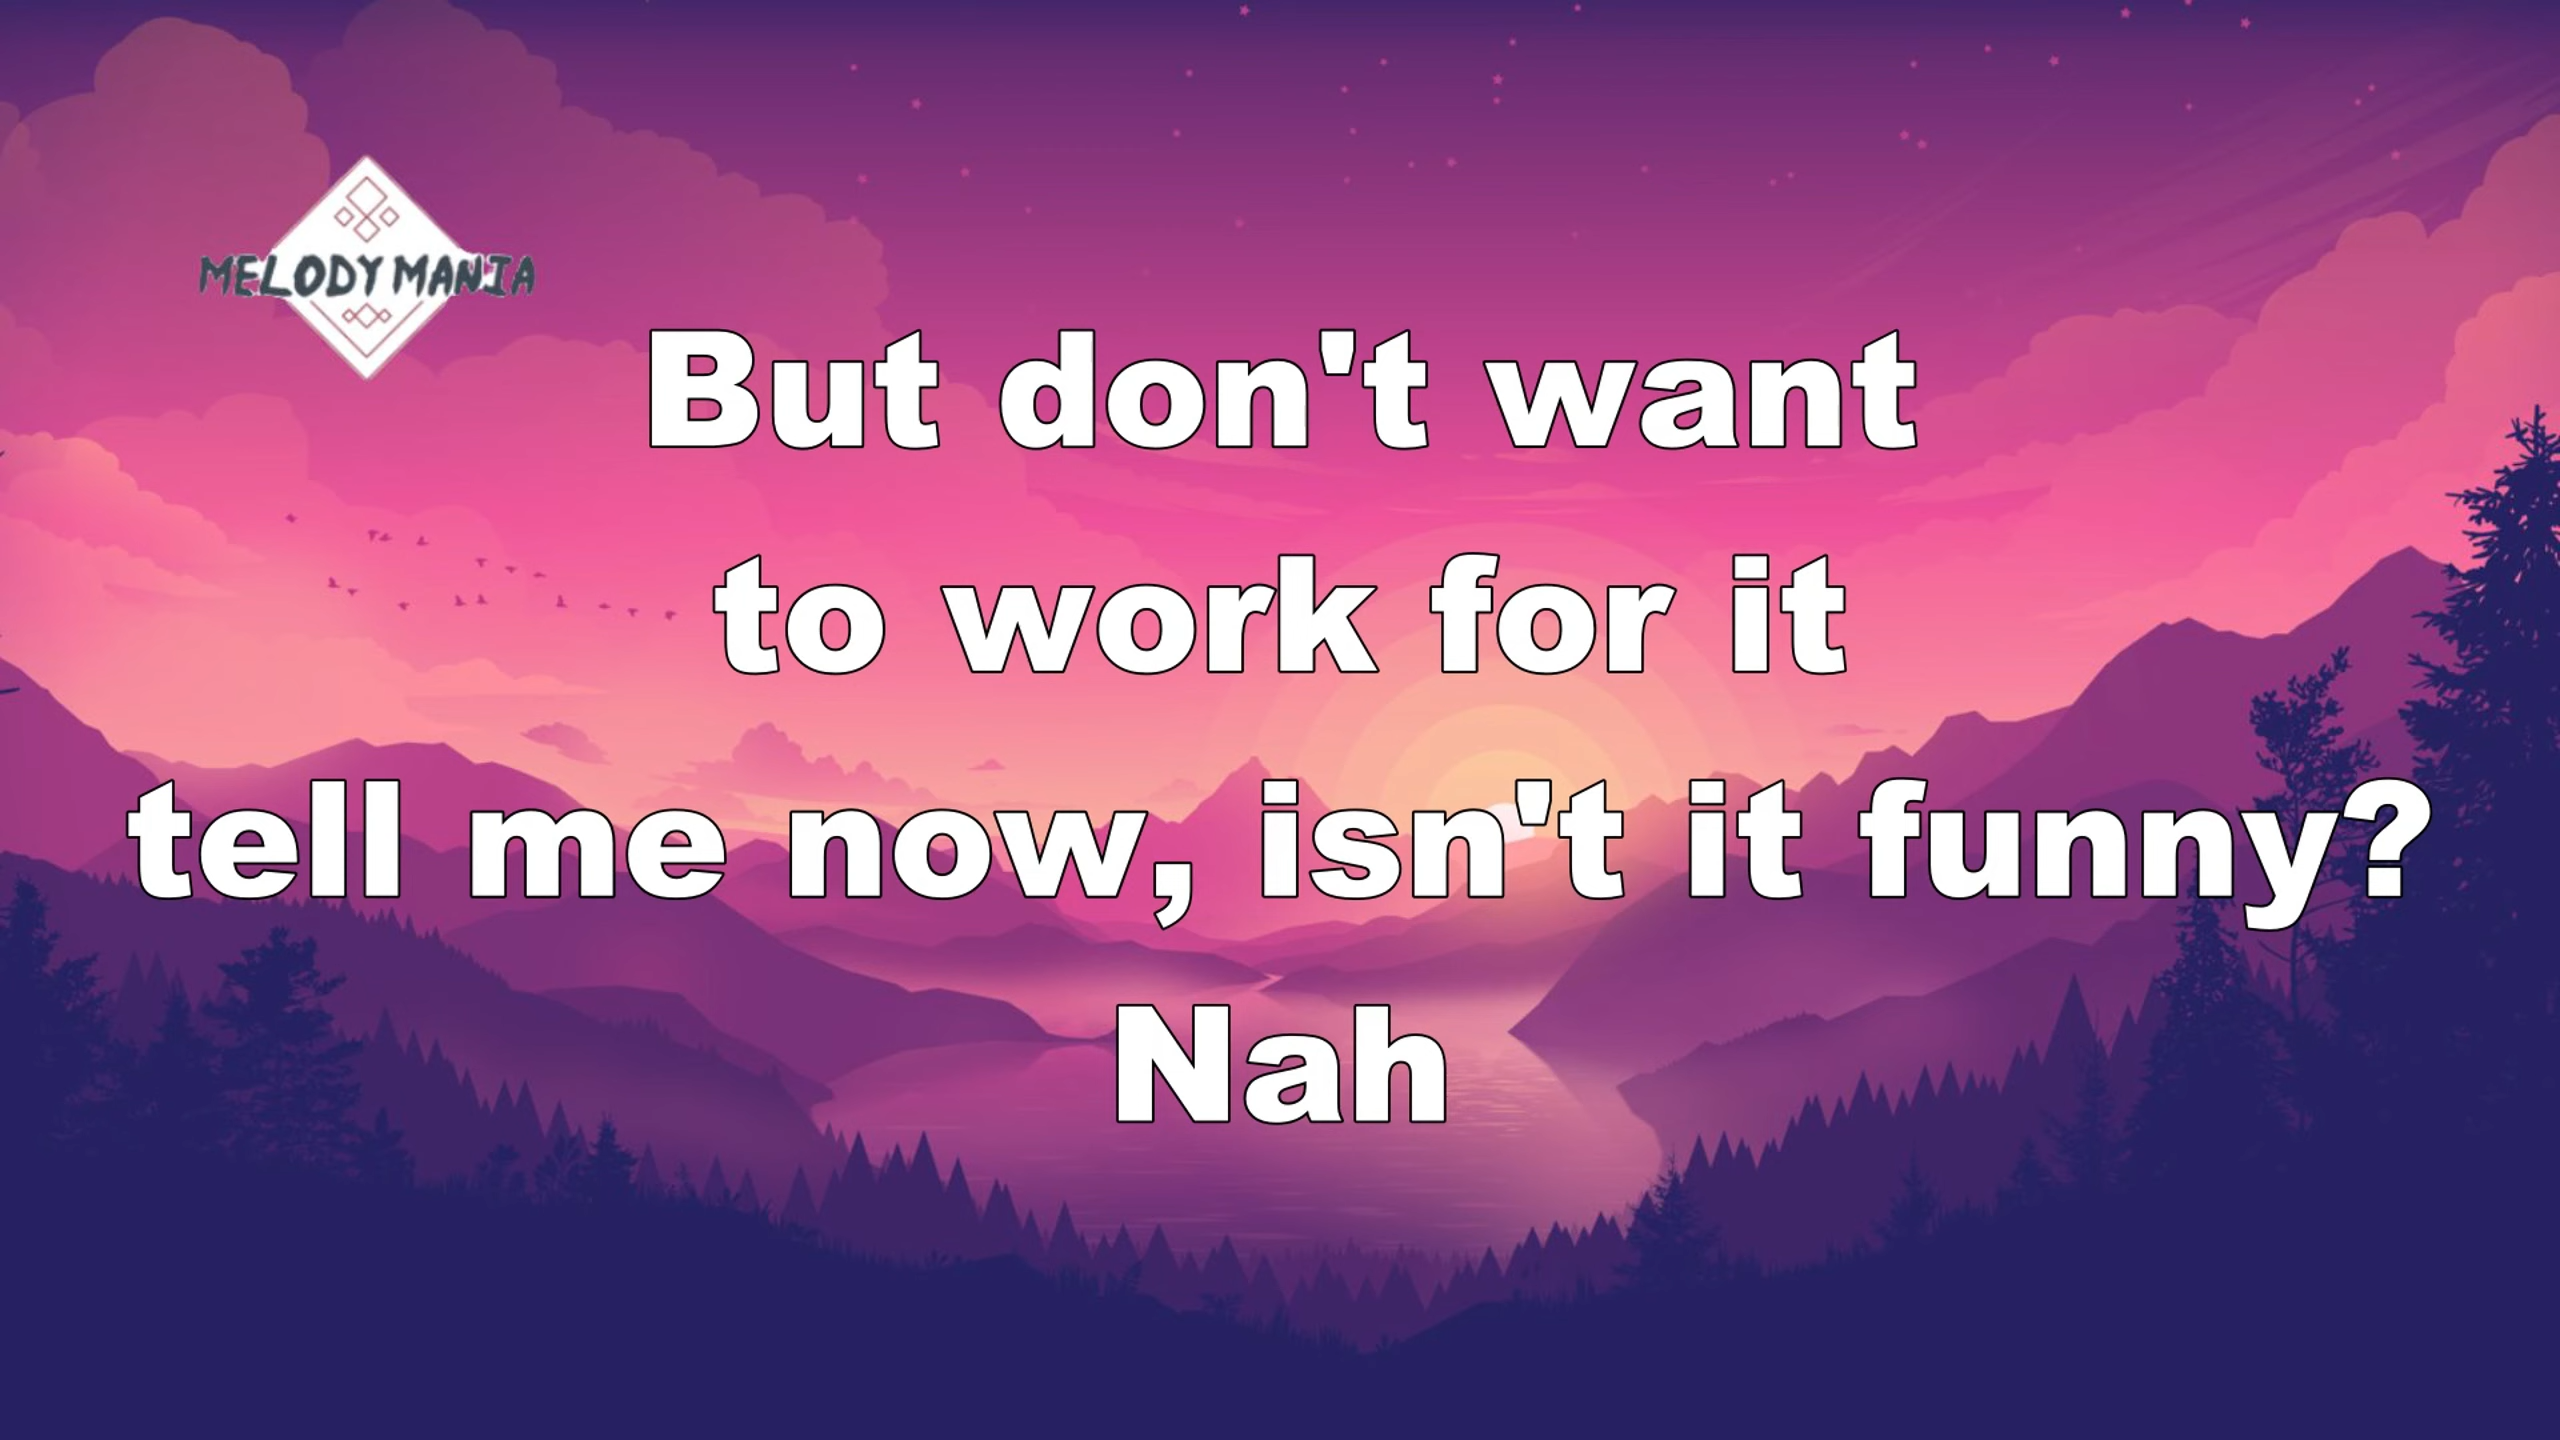 MELODY MANIA
But don't want
to work for it
tell me now, isn't it funny?
Nah